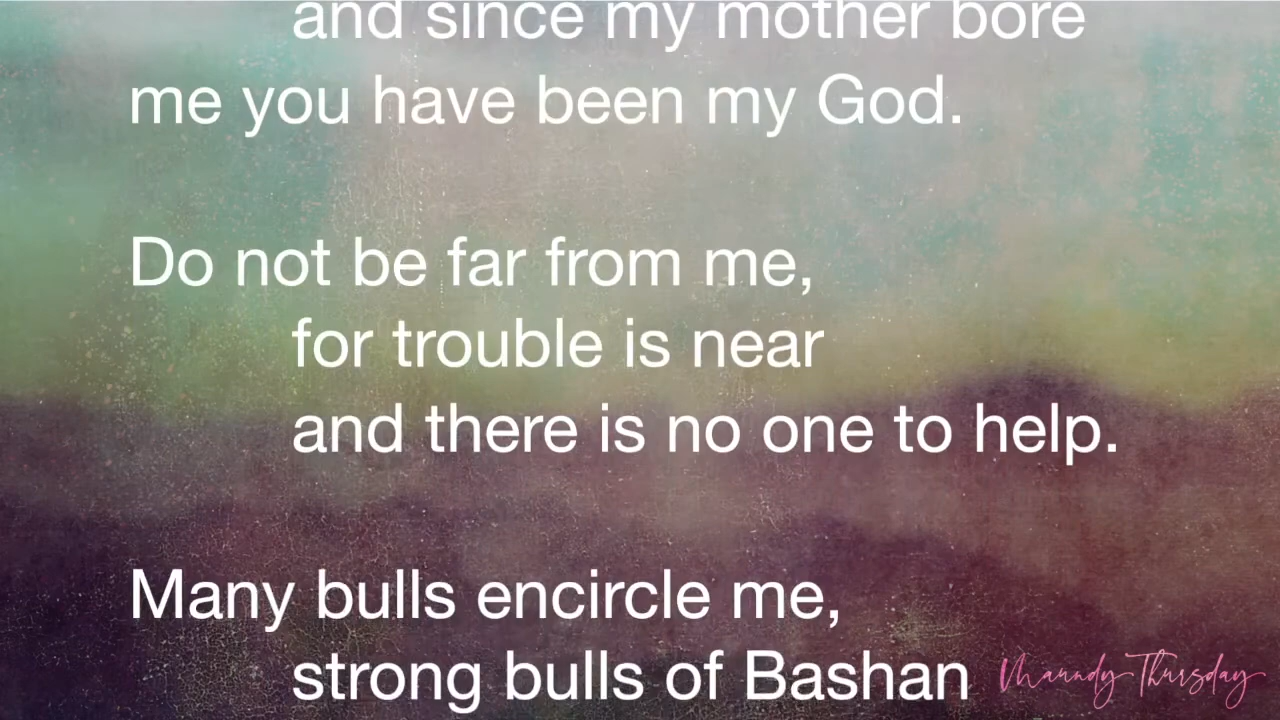 and since my mother bore
me you have been my God.
Do not be far from me,
for trouble is near
and there is no one to help.
Many bulls encircle me,
strong bulls of Bashan
Maundy Thursday